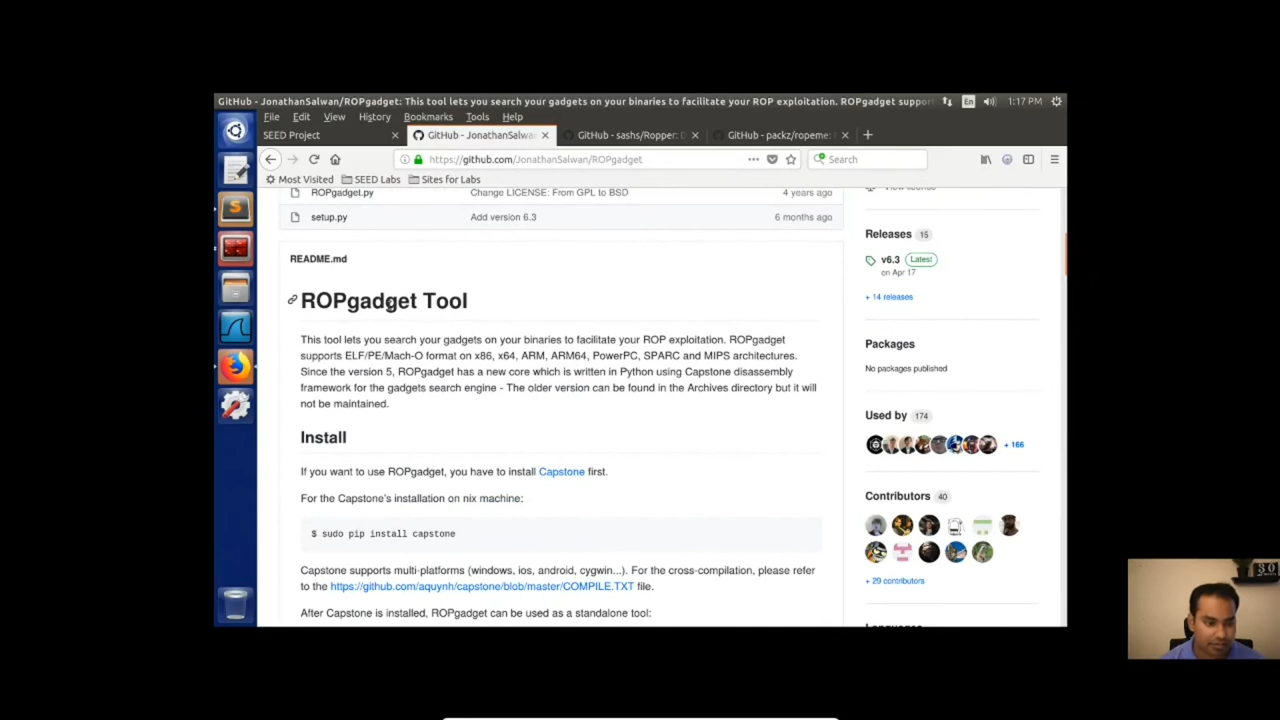 GitHub - JonathanSalwan/ROPgadget: This tool lets you search your gadgets on your binaries to facilitate your ROP exploitation. ROPgadget suppor
En
1:17 PM
File Edit View History Bookmarks Tools Help
SEED Project
GitHub - JonathanSalwan
GitHub - sashs/Ropper: D
GitHub - packz/ropeme:
https://github.com/JonathanSalwan/ROPgadget
Search
Most Visited
SEED Labs
Sites for Labs
ROPgadget.py Change LICENSE: From GPL to BSD 4 years ago
setup.py Add version 6.3 6 months ago
README.md
ROPgadget Tool
This tool lets you search your gadgets on your binaries to facilitate your ROP exploitation. ROPgadget
supports ELF/PE/Mach-O format on x86, x64, ARM, ARM64, PowerPC, SPARC and MIPS architectures.
Since the version 5, ROPgadget has a new core which is written in Python using Capstone disassembly
framework for the gadgets search engine - The older version can be found in the Archives directory but it will
not be maintained.
Install
If you want to use ROPgadget, you have to install Capstone first.
For the Capstone's installation on nix machine:
$ sudo pip install capstone
Capstone supports multi-platforms (windows, ios, android, cygwin...). For the cross-compilation, please refer
to the https://github.com/aquynh/capstone/blob/master/COMPILE.TXT file.
After Capstone is installed, ROPgadget can be used as a standalone tool:
View license
Releases 15
v6.3 Latest
on Apr 17
+ 14 releases
Packages
No packages published
Used by 174
+ 166
Contributors 40
+ 29 contributors
Languages
30